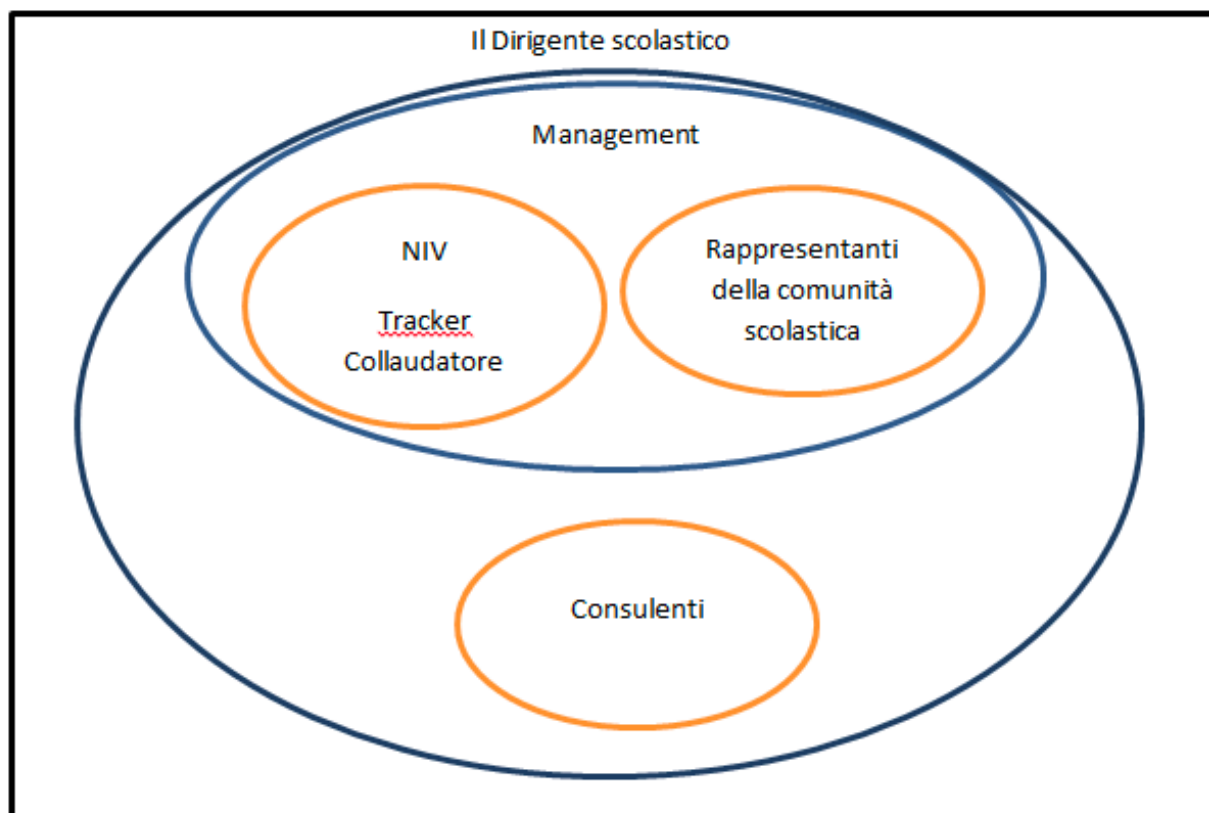 Il Dirigente scolastico
Management
NIV
Tracker
Collaudatore
Rappresentanti
della comunità
scolastica
Consulenti